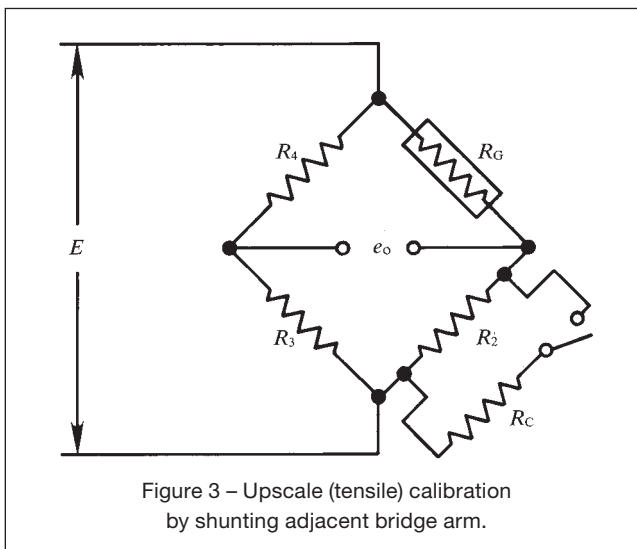 R4
RG
E
eo
R3
R2
RC
Figure 3 – Upscale (tensile) calibration
by shunting adjacent bridge arm.